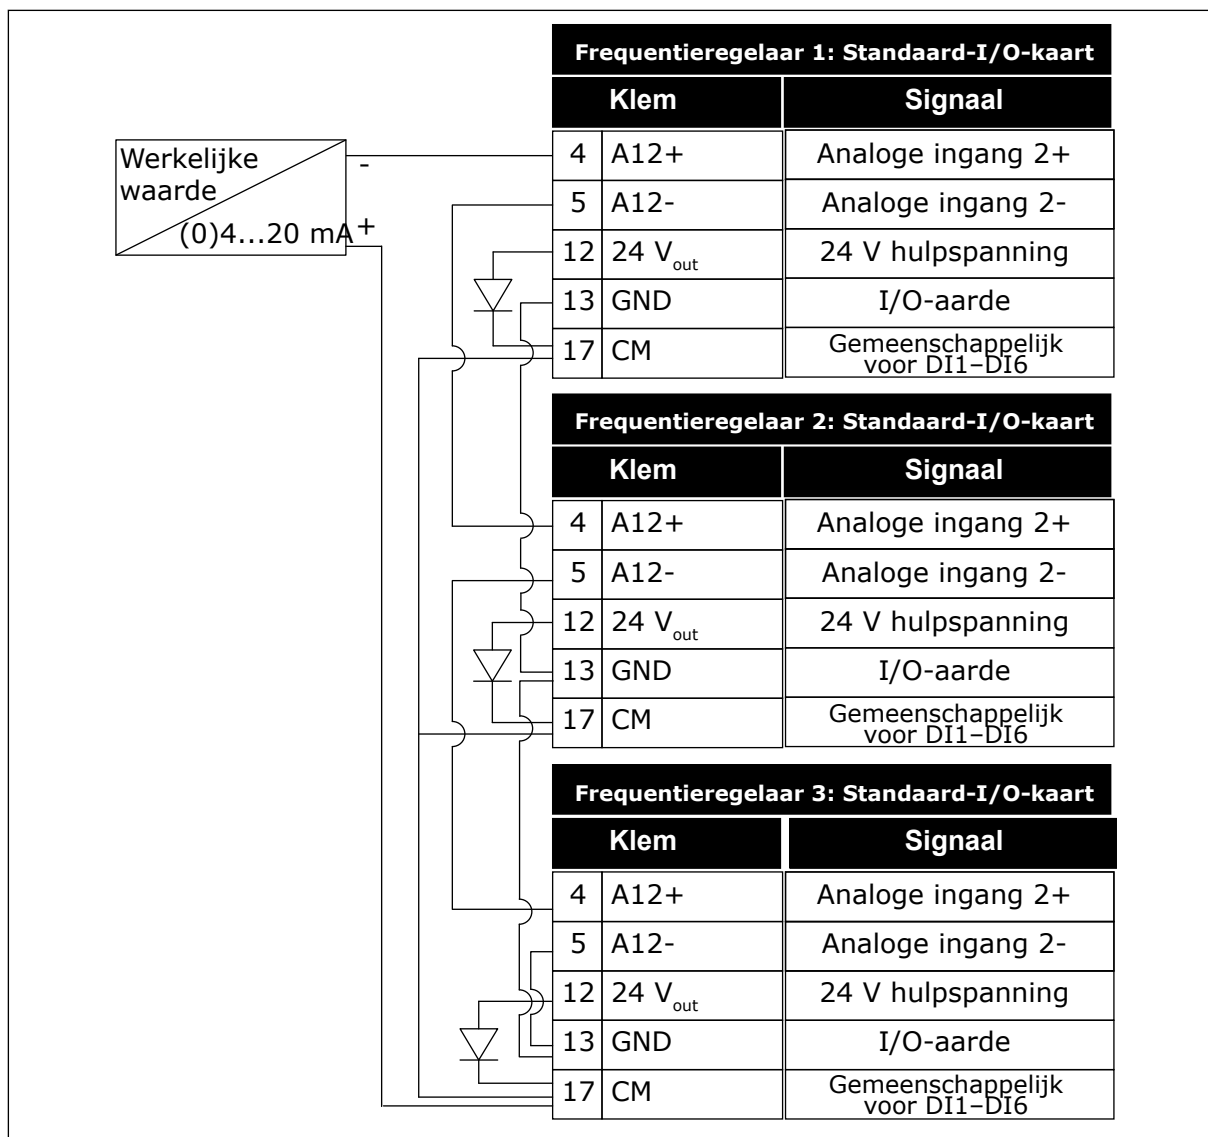 Frequentieregelaar 1: Standaard-I/O-kaart
Klem Signaal
Werkelijke
waarde
-
(0)4...20 mA +
4 A12+ Analoge ingang 2+
5 A12- Analoge ingang 2-
12 24 Vout 24 V hulpspanning
13 GND I/O-aarde
17 CM Gemeenschappelijk
voor DI1–DI6
Frequentieregelaar 2: Standaard-I/O-kaart
Klem Signaal
4 A12+ Analoge ingang 2+
5 A12- Analoge ingang 2-
12 24 Vout 24 V hulpspanning
13 GND I/O-aarde
17 CM Gemeenschappelijk
voor DI1–DI6
Frequentieregelaar 3: Standaard-I/O-kaart
Klem Signaal
4 A12+ Analoge ingang 2+
5 A12- Analoge ingang 2-
12 24 Vout 24 V hulpspanning
13 GND I/O-aarde
17 CM Gemeenschappelijk
voor DI1–DI6